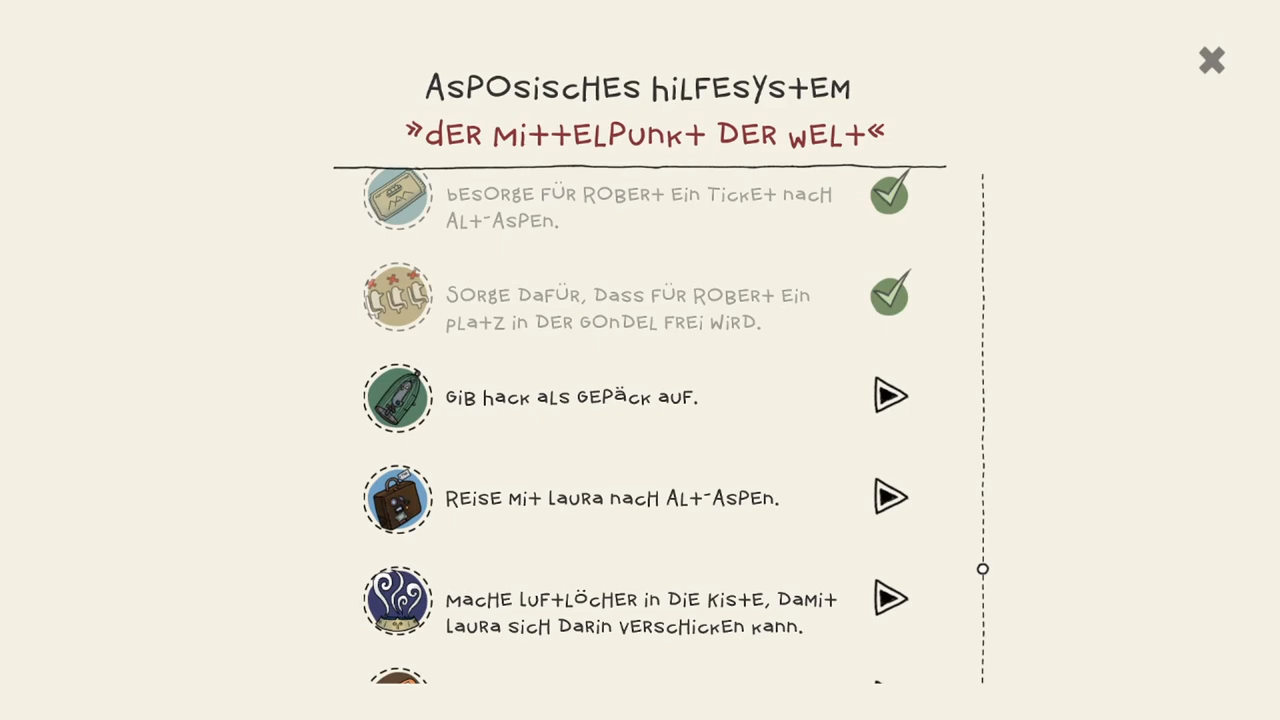 Asposisches Hilfesystem
»Der Mittelpunkt der Welt«
Besorge für Robert ein Ticket nach
Alt-Aspen.
Sorge dafür, dass für Robert ein
Platz in der Gondel frei wird.
Gib Hack als Gepäck auf.
Reise mit Laura nach Alt-Aspen.
Mache Luftlöcher in die Kiste, damit
Laura sich darin verschicken kann.